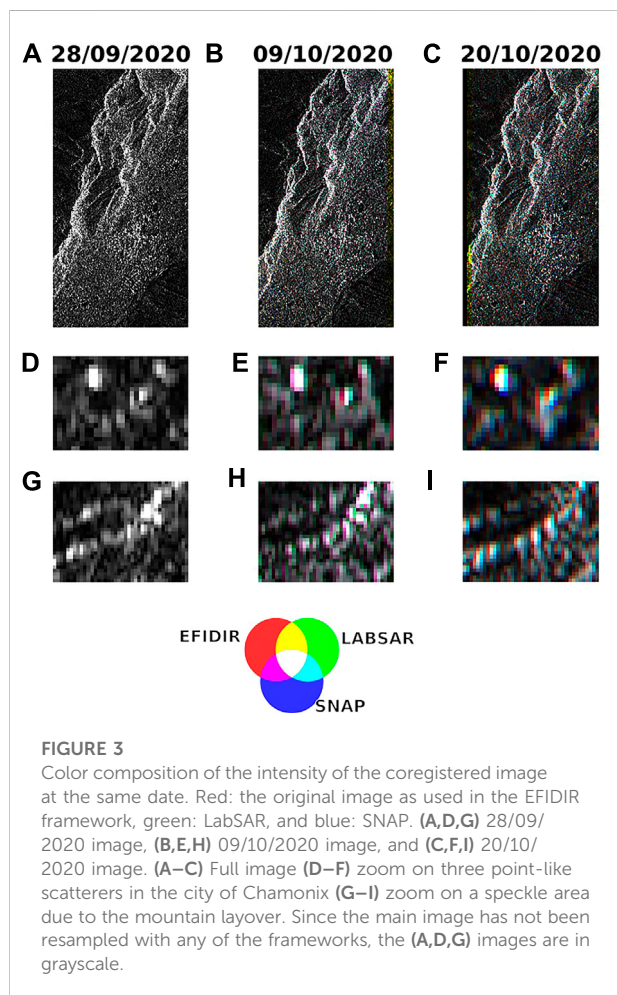 A 28/09/2020 B 09/10/2020 C 20/10/2020
D E F
G H I
EFIDIR LABSAR
SNAP
FIGURE 3
Color composition of the intensity of the coregistered image
at the same date. Red: the original image as used in the EFIDIR
framework, green: LabSAR, and blue: SNAP. (A,D,G) 28/09/
2020 image, (B,E,H) 09/10/2020 image, and (C,F,I) 20/10/
2020 image. (A–C) Full image (D–F) zoom on three point-like
scatterers in the city of Chamonix (G–I) zoom on a speckle area
due to the mountain layover. Since the main image has not been
resampled with any of the frameworks, the (A,D,G) images are in
grayscale.